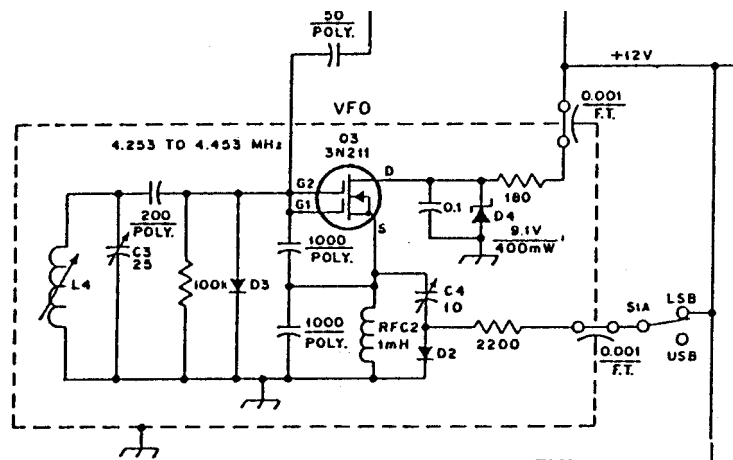 50
POLY.
+12V
VFO
0.001
F.T.
4.253 TO 4.453 MHz
Q3
3N211
G2
D
G1
S
200
POLY.
C3
25
L4
100k
D3
1000
POLY.
0.1
180
D4
9.1V
400mW
C4
10
1000
POLY.
RFC2
1mH
D2
2200
S1A
LSB
USB
0.001
F.T.